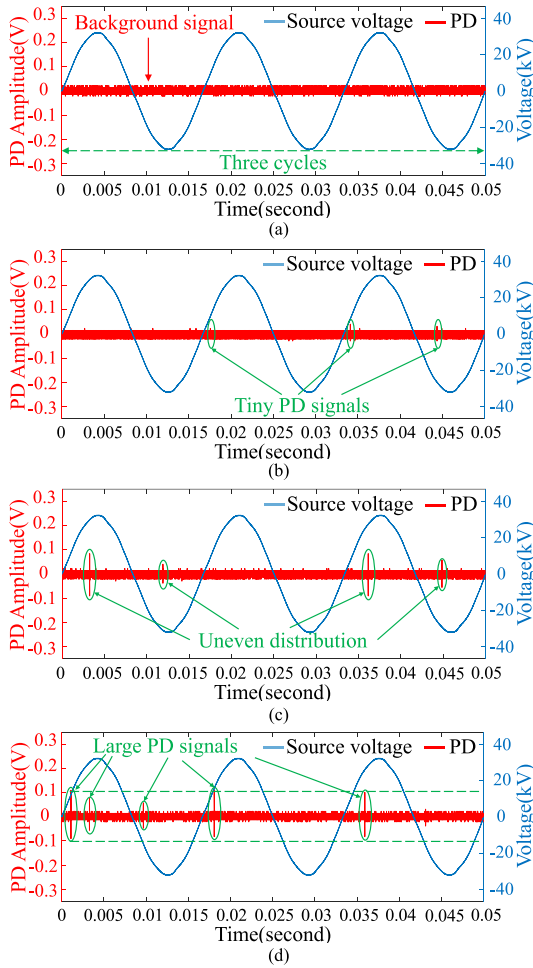 Background signal
Source voltage PD
PD Amplitude(V)
0.3
0.2
0.1
0
-0.1
-0.2
-0.3
40
20
0
-20
-40
Voltage(kV)
Three cycles
0 0.005 0.01 0.015 0.02 0.025 0.03 0.035 0.04 0.045 0.05
Time(second)
(a)
Source voltage PD
PD Amplitude(V)
0.3
0.2
0.1
0
-0.1
-0.2
-0.3
40
20
0
-20
-40
Voltage(kV)
Tiny PD signals
0 0.005 0.01 0.015 0.02 0.025 0.03 0.035 0.04 0.045 0.05
Time(second)
(b)
Source voltage PD
PD Amplitude(V)
0.3
0.2
0.1
0
-0.1
-0.2
-0.3
40
20
0
-20
-40
Voltage(kV)
Uneven distribution
0 0.005 0.01 0.015 0.02 0.025 0.03 0.035 0.04 0.045 0.05
Time(second)
(c)
Large PD signals
Source voltage PD
PD Amplitude(V)
0.3
0.2
0.1
0
-0.1
-0.2
-0.3
40
20
0
-20
-40
Voltage(kV)
0 0.005 0.01 0.015 0.02 0.025 0.03 0.035 0.04 0.045 0.05
Time(second)
(d)